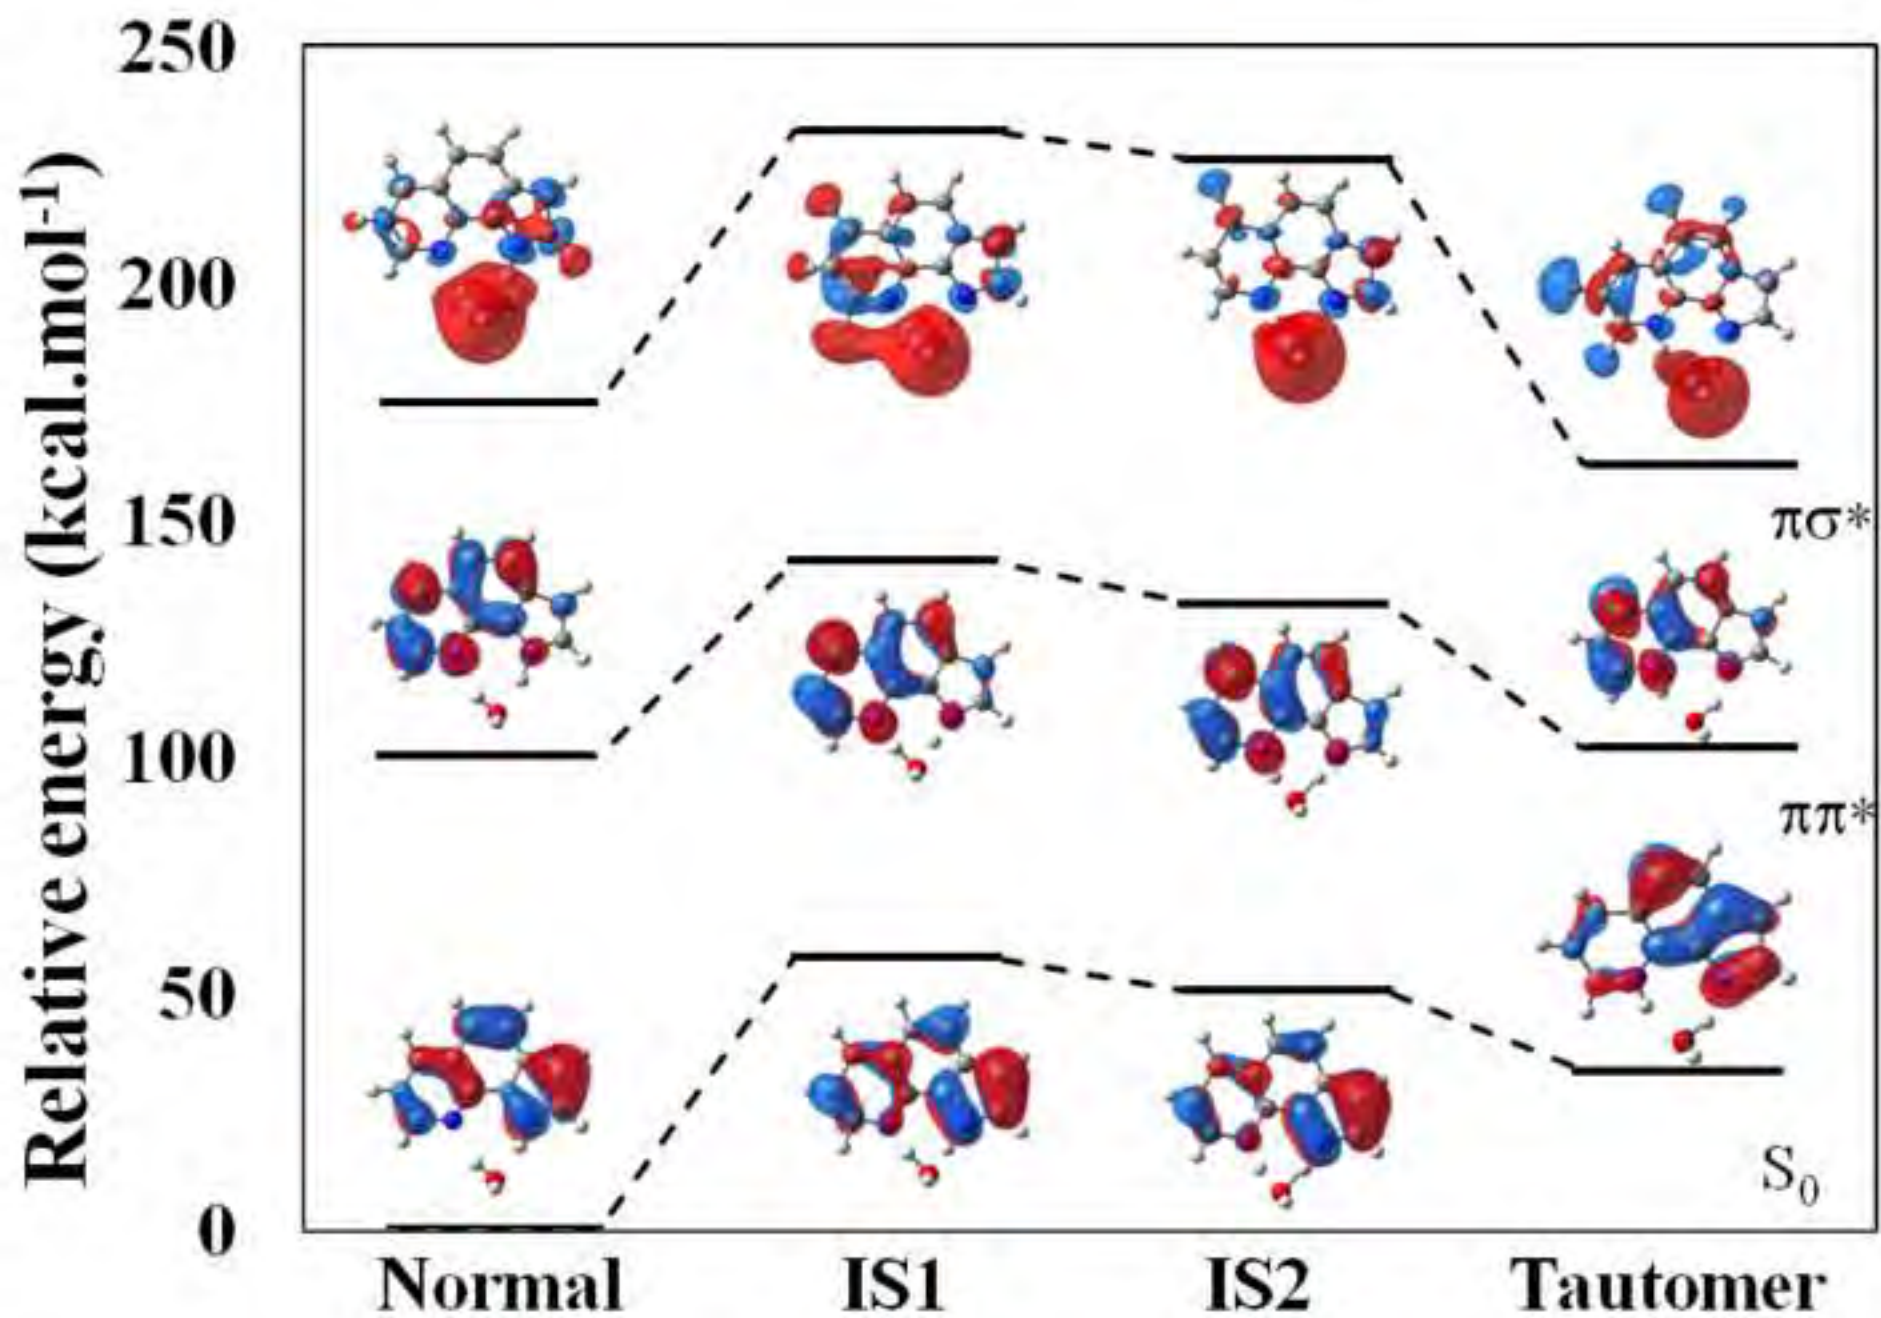 Relative energy (kcal.mol⁻¹)
250
200
150
100
50
0
πσ*
ππ*
S₀
Normal IS1 IS2 Tautomer